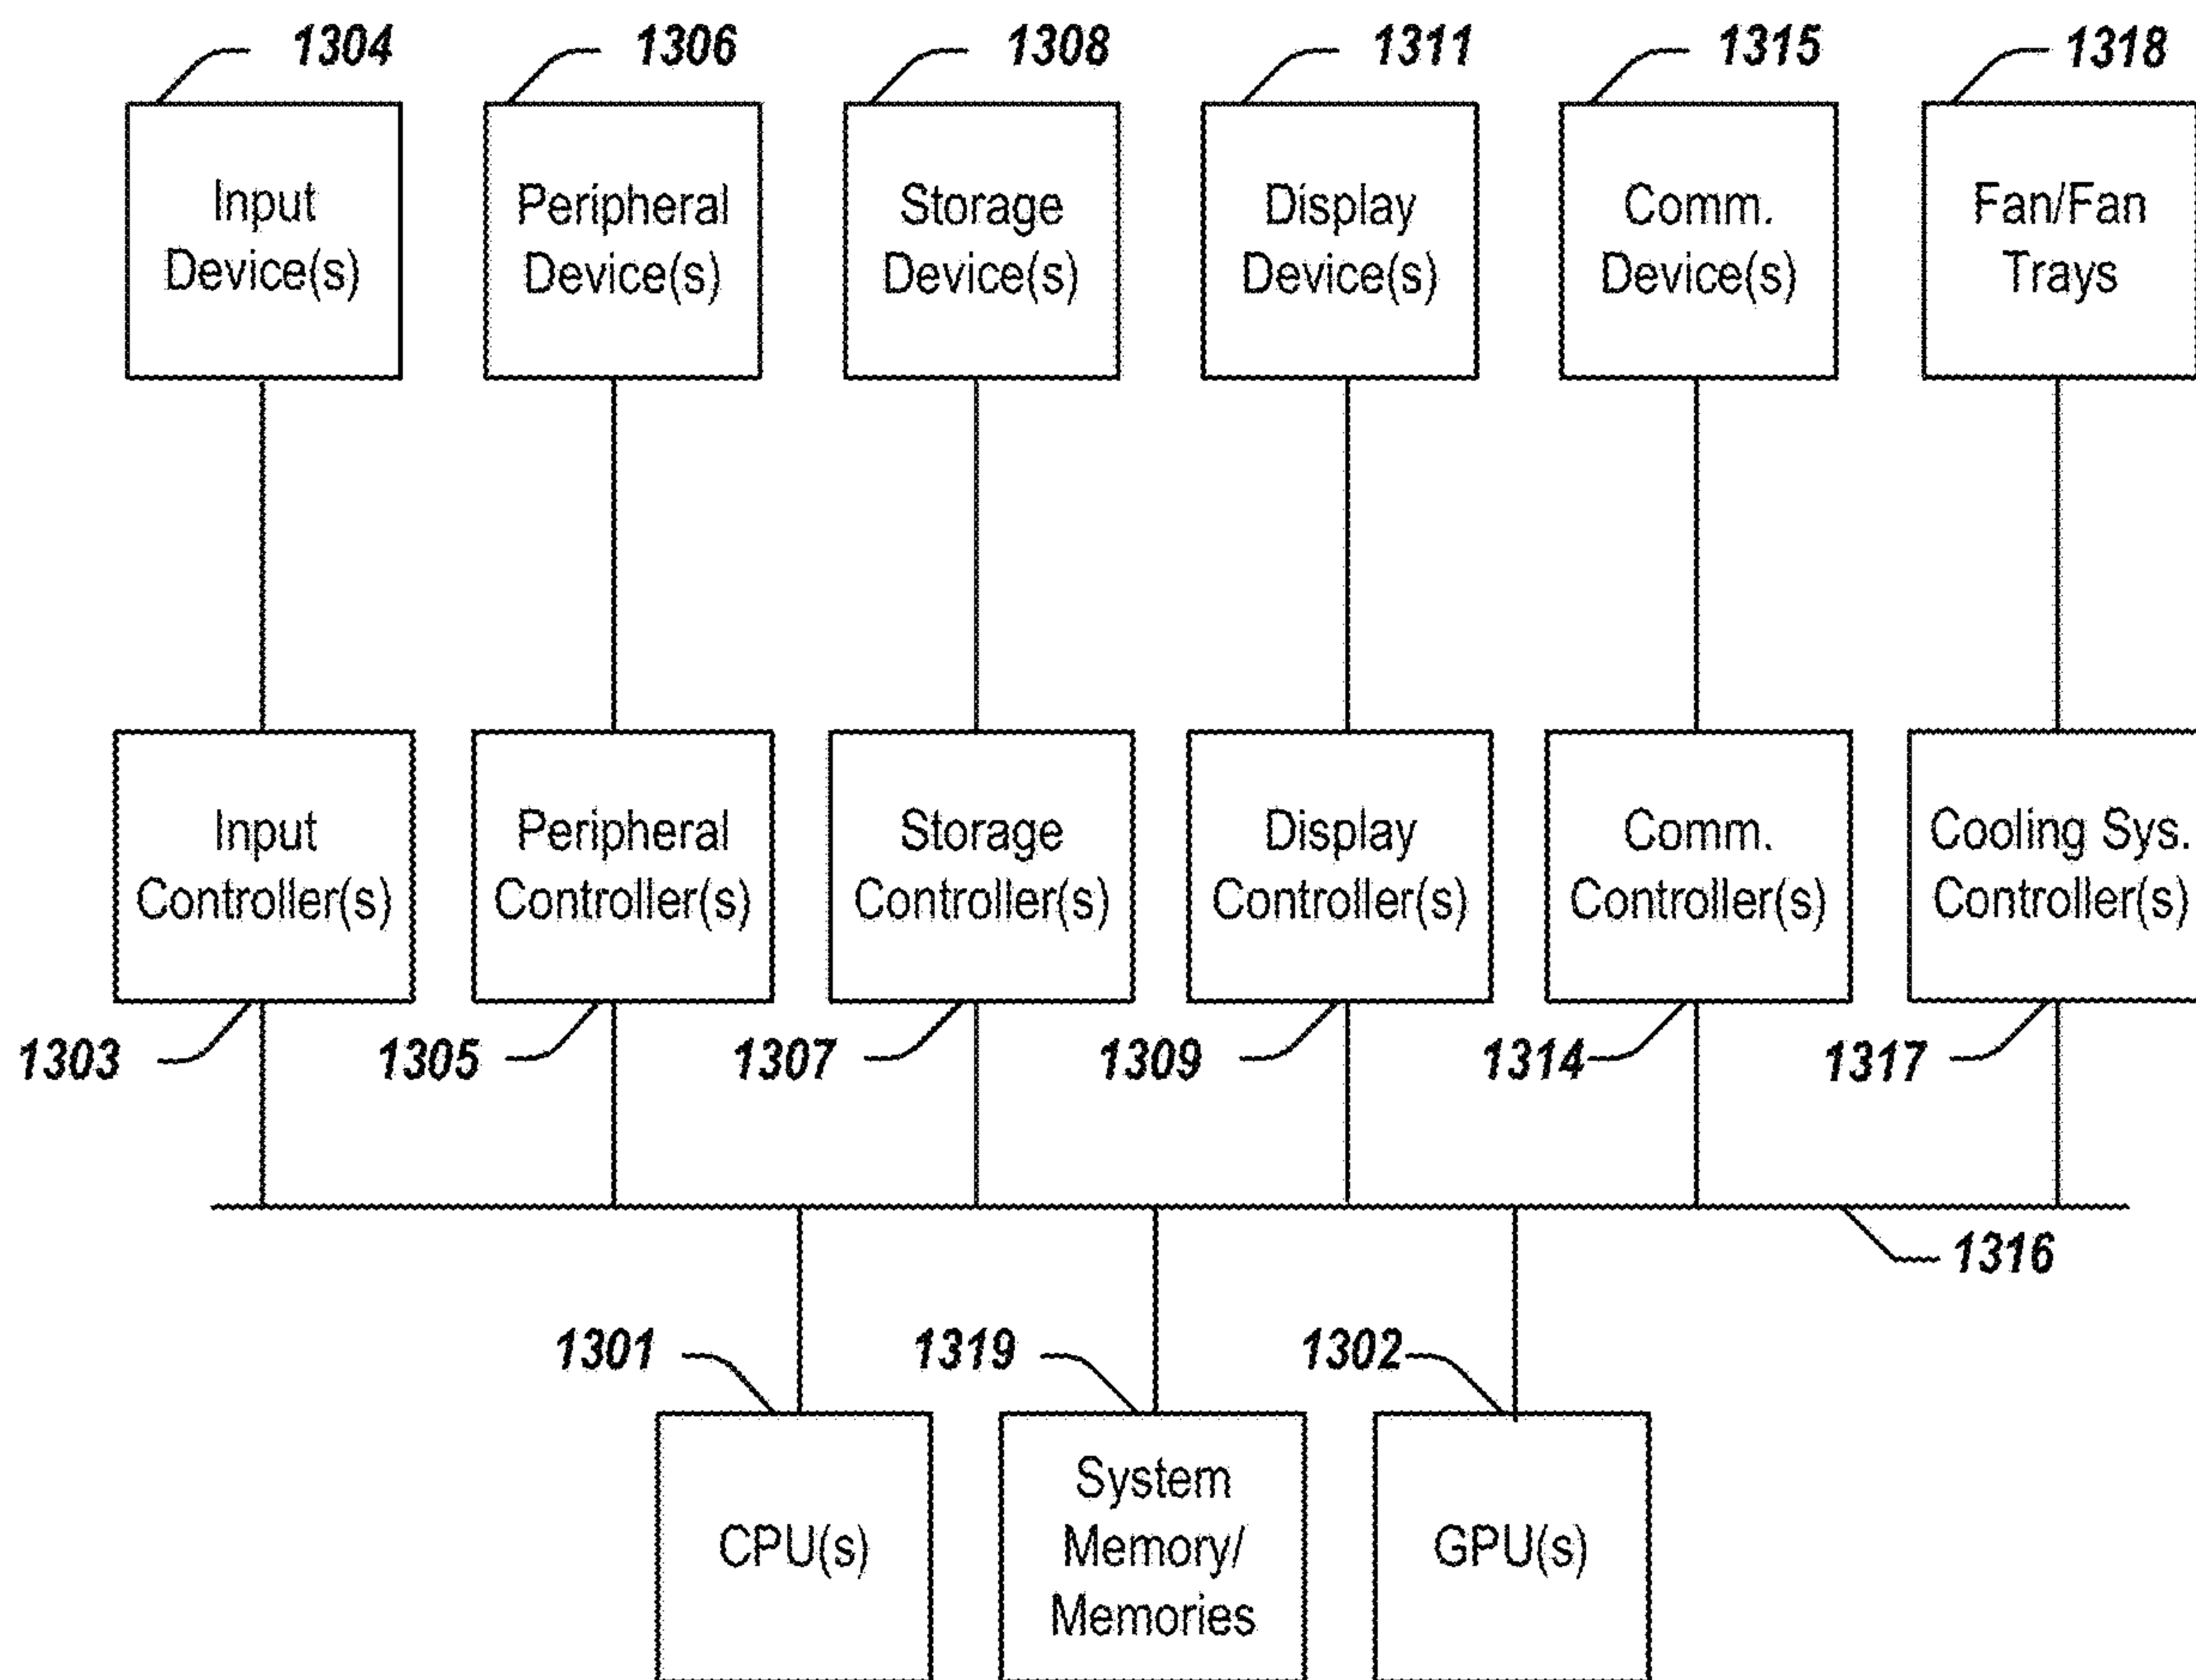 1304
1306
1308
1311
1315
1318
Input
Device(s)
Peripheral
Device(s)
Storage
Device(s)
Display
Device(s)
Comm.
Device(s)
Fan/Fan
Trays
Input
Controller(s)
Peripheral
Controller(s)
Storage
Controller(s)
Display
Controller(s)
Comm.
Controller(s)
Cooling Sys.
Controller(s)
1303
1305
1307
1309
1314
1317
1316
1301
1319
1302
CPU(s)
System
Memory/
Memories
GPU(s)